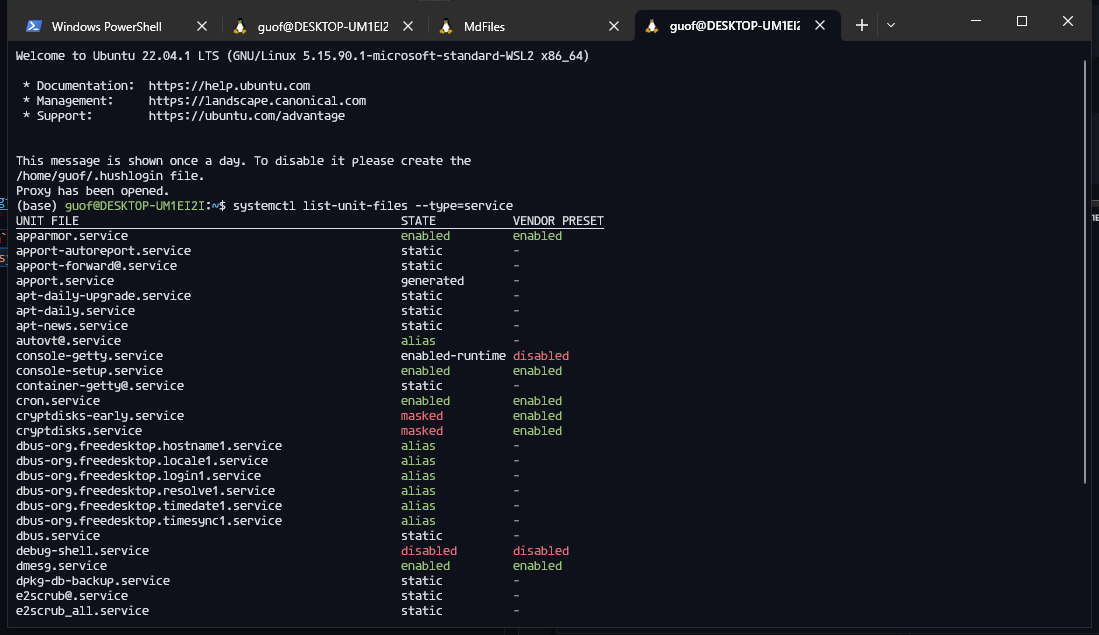 Windows PowerShell
guof@DESKTOP-UM1EI2
MdFiles
guof@DESKTOP-UM1EI2
Welcome to Ubuntu 22.04.1 LTS (GNU/Linux 5.15.90.1-microsoft-standard-WSL2 x86_64)
* Documentation:  https://help.ubuntu.com
* Management:     https://landscape.canonical.com
* Support:        https://ubuntu.com/advantage
This message is shown once a day. To disable it please create the
/home/guof/.hushlogin file.
Proxy has been opened.
(base) guof@DESKTOP-UM1EI2I:~$ systemctl list-unit-files --type=service
UNIT FILE STATE VENDOR PRESET
apparmor.service enabled enabled
apport-autoreport.service static -
apport-forward@.service static -
apport.service generated -
apt-daily-upgrade.service static -
apt-daily.service static -
apt-news.service static -
autovt@.service alias -
console-getty.service enabled-runtime disabled
console-setup.service enabled enabled
container-getty@.service static -
cron.service enabled enabled
cryptdisks-early.service masked enabled
cryptdisks.service masked enabled
dbus-org.freedesktop.hostname1.service alias -
dbus-org.freedesktop.locale1.service alias -
dbus-org.freedesktop.login1.service alias -
dbus-org.freedesktop.resolve1.service alias -
dbus-org.freedesktop.timedate1.service alias -
dbus-org.freedesktop.timesync1.service alias -
dbus.service static -
debug-shell.service disabled disabled
dmesg.service enabled enabled
dpkg-db-backup.service static -
e2scrub@.service static -
e2scrub_all.service static -